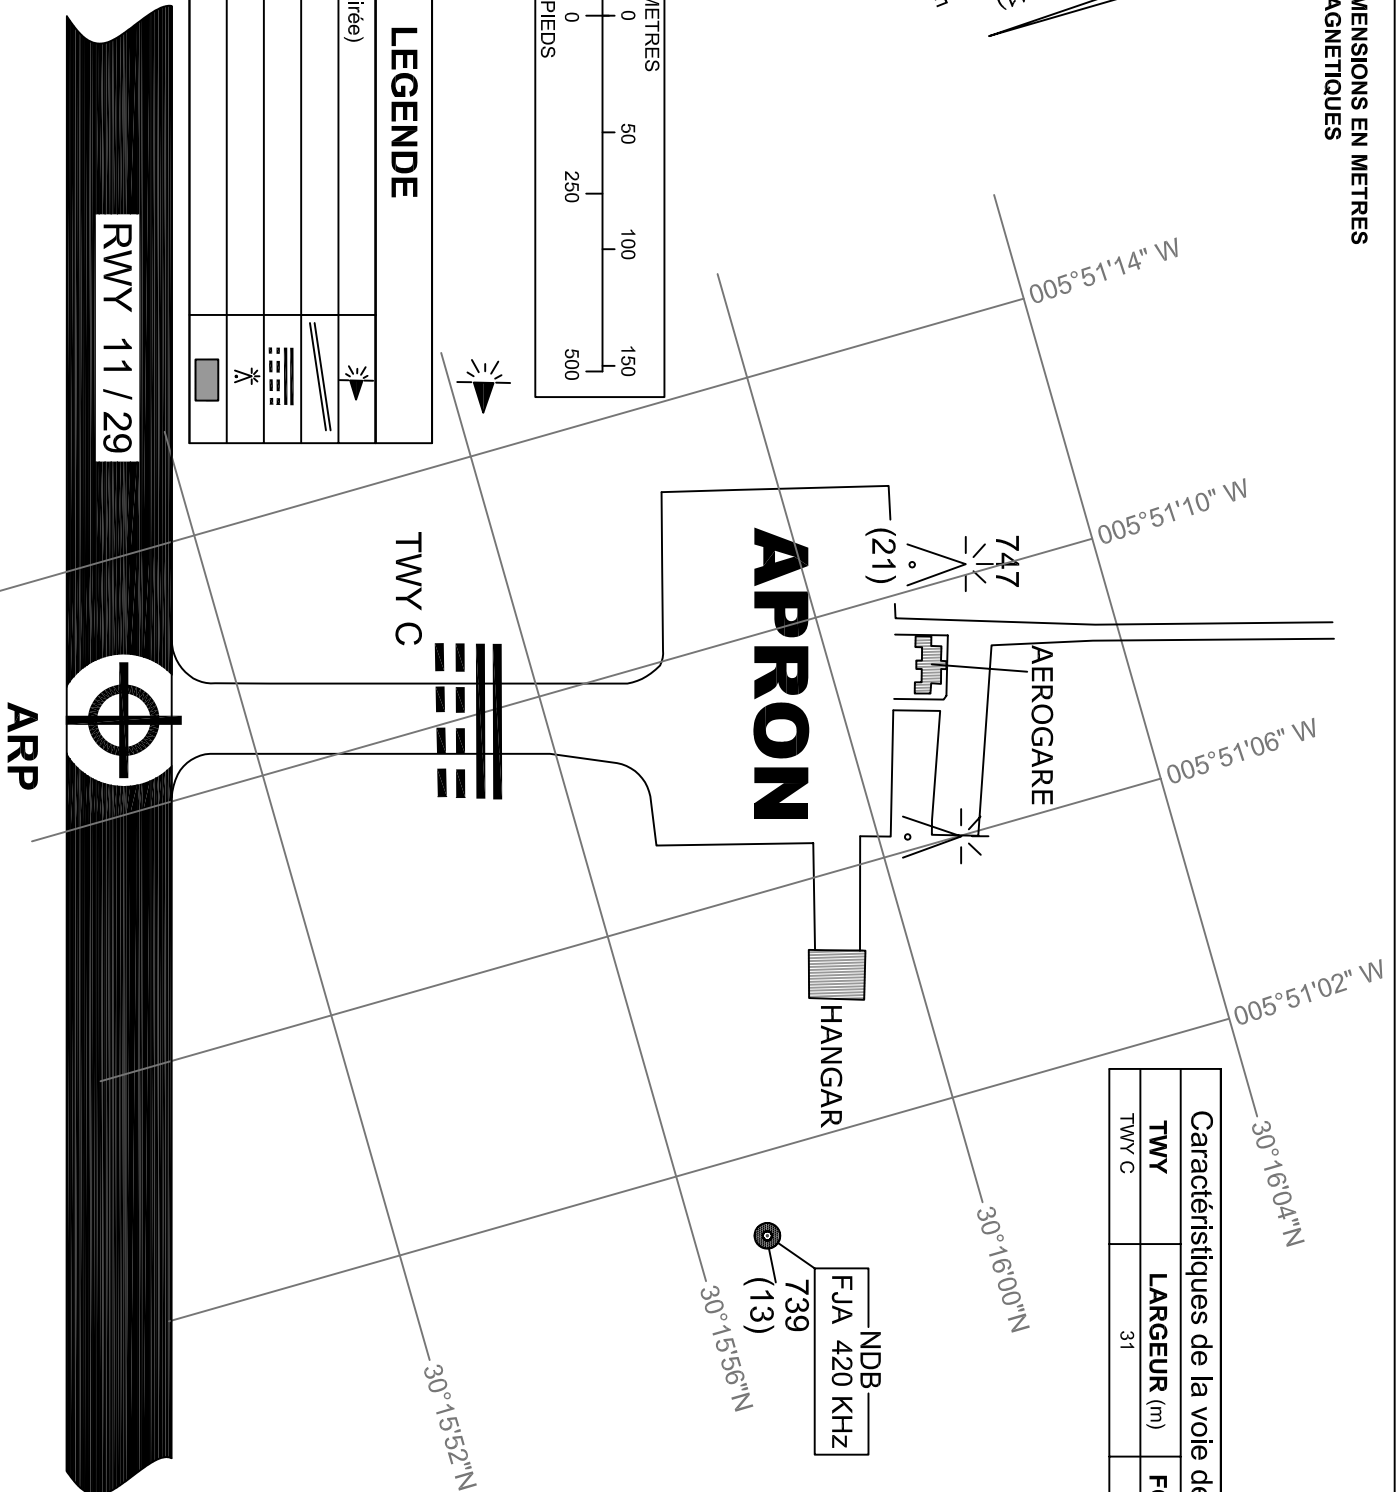 MENSIONS EN METRES
AGNETIQUES
METRES
0 50 100 150
0 250 500
PIEDS
LEGENDE
irée)
005°51'14" W
005°51'10" W
005°51'06" W
005°51'02" W
30°16'04"N
30°16'00"N
30°15'56"N
30°15'52"N
747
(21)
AEROGARE
APRON
HANGAR
TWY C
RWY 11 / 29
ARP
NDB
FJA 420 KHz
739
(13)
Caractéristiques de la voie de
TWY LARGEUR (m)
TWY C 31